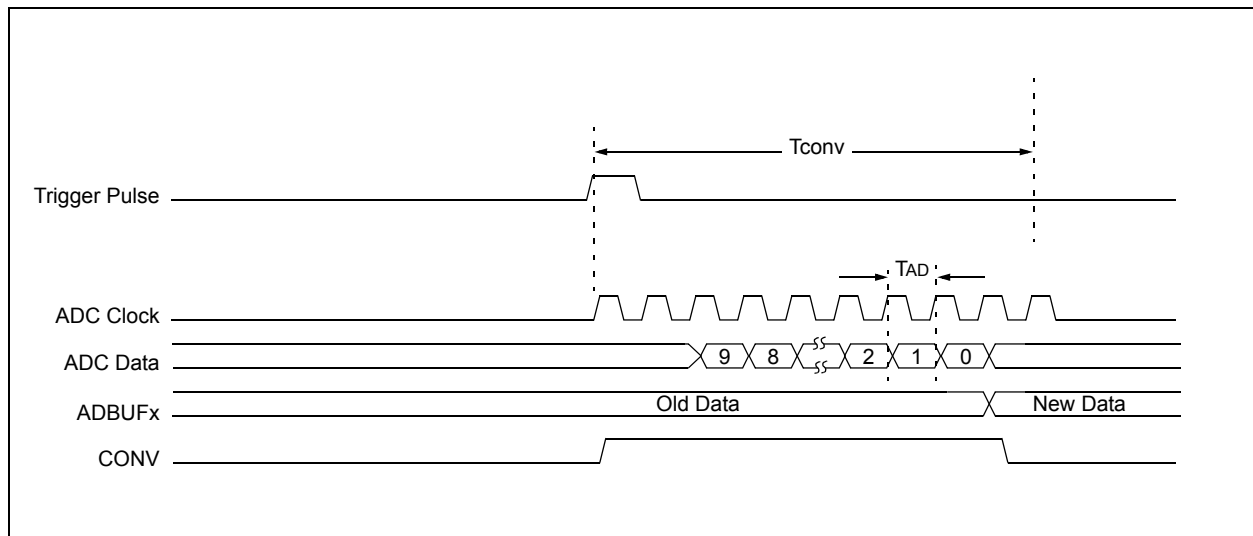 Tconv
Trigger Pulse
TAD
ADC Clock
ADC Data 9 8 2 1 0
ADBUFx Old Data New Data
CONV